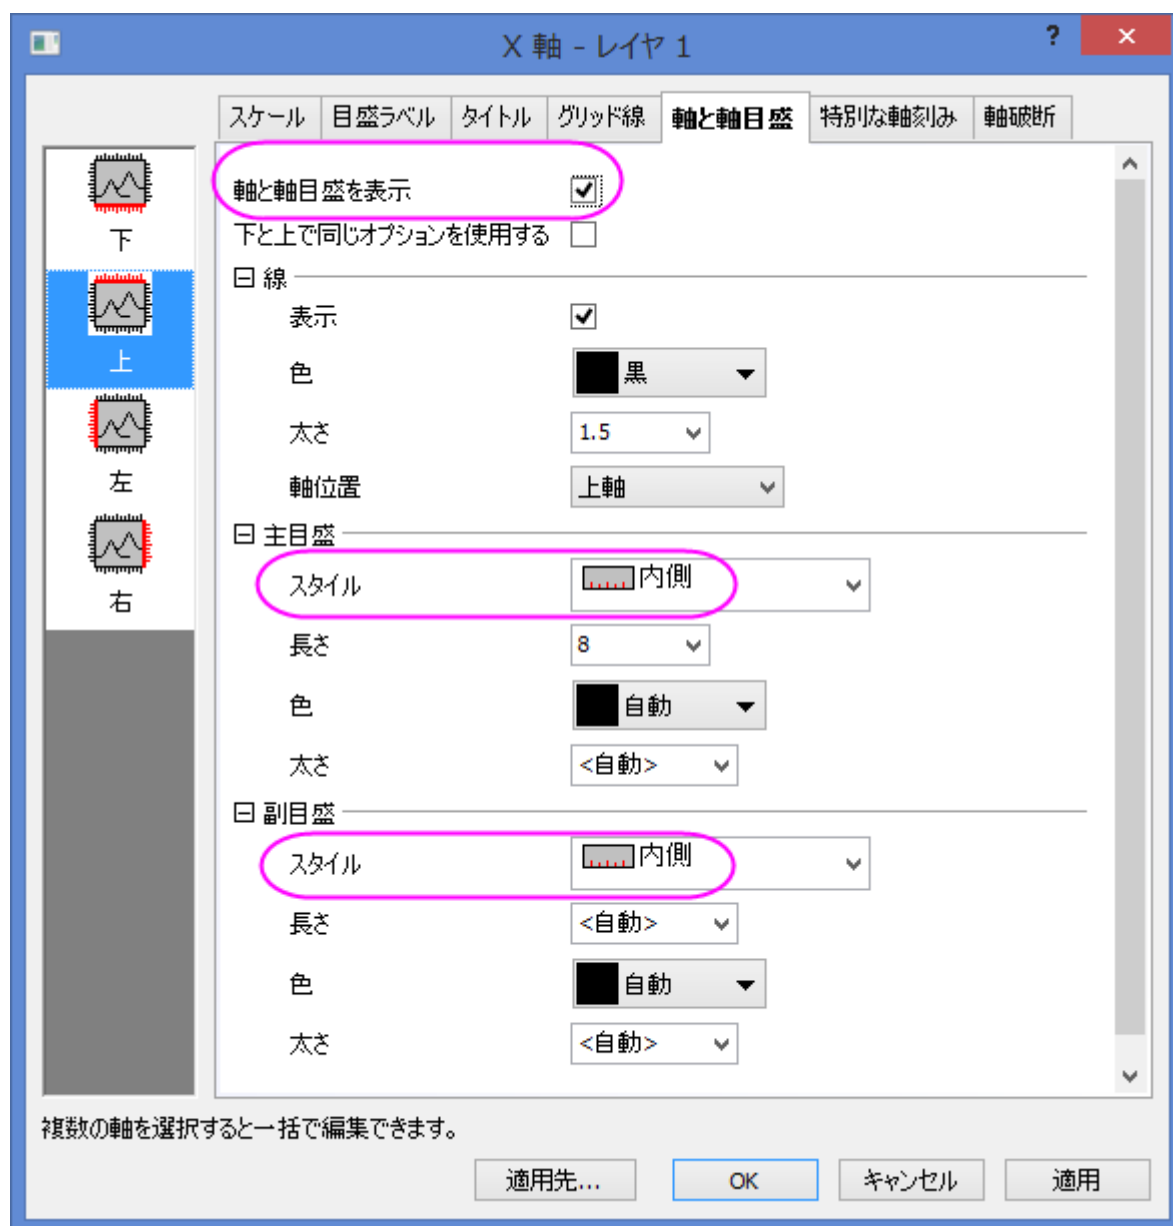 X 軸 - レイヤ 1
?
スケール 目盛ラベル タイトル グリッド線 軸と軸目盛 特別な軸刻み 軸破断
下
上
左
右
軸と軸目盛を表示
下と上で同じオプションを使用する
線
表示
色 黒
太さ 1.5
軸位置 上軸
主目盛
スタイル 内側
長さ 8
色 自動
太さ <自動>
副目盛
スタイル 内側
長さ <自動>
色 自動
太さ <自動>
複数の軸を選択すると一括で編集できます。
適用先... OK キャンセル 適用